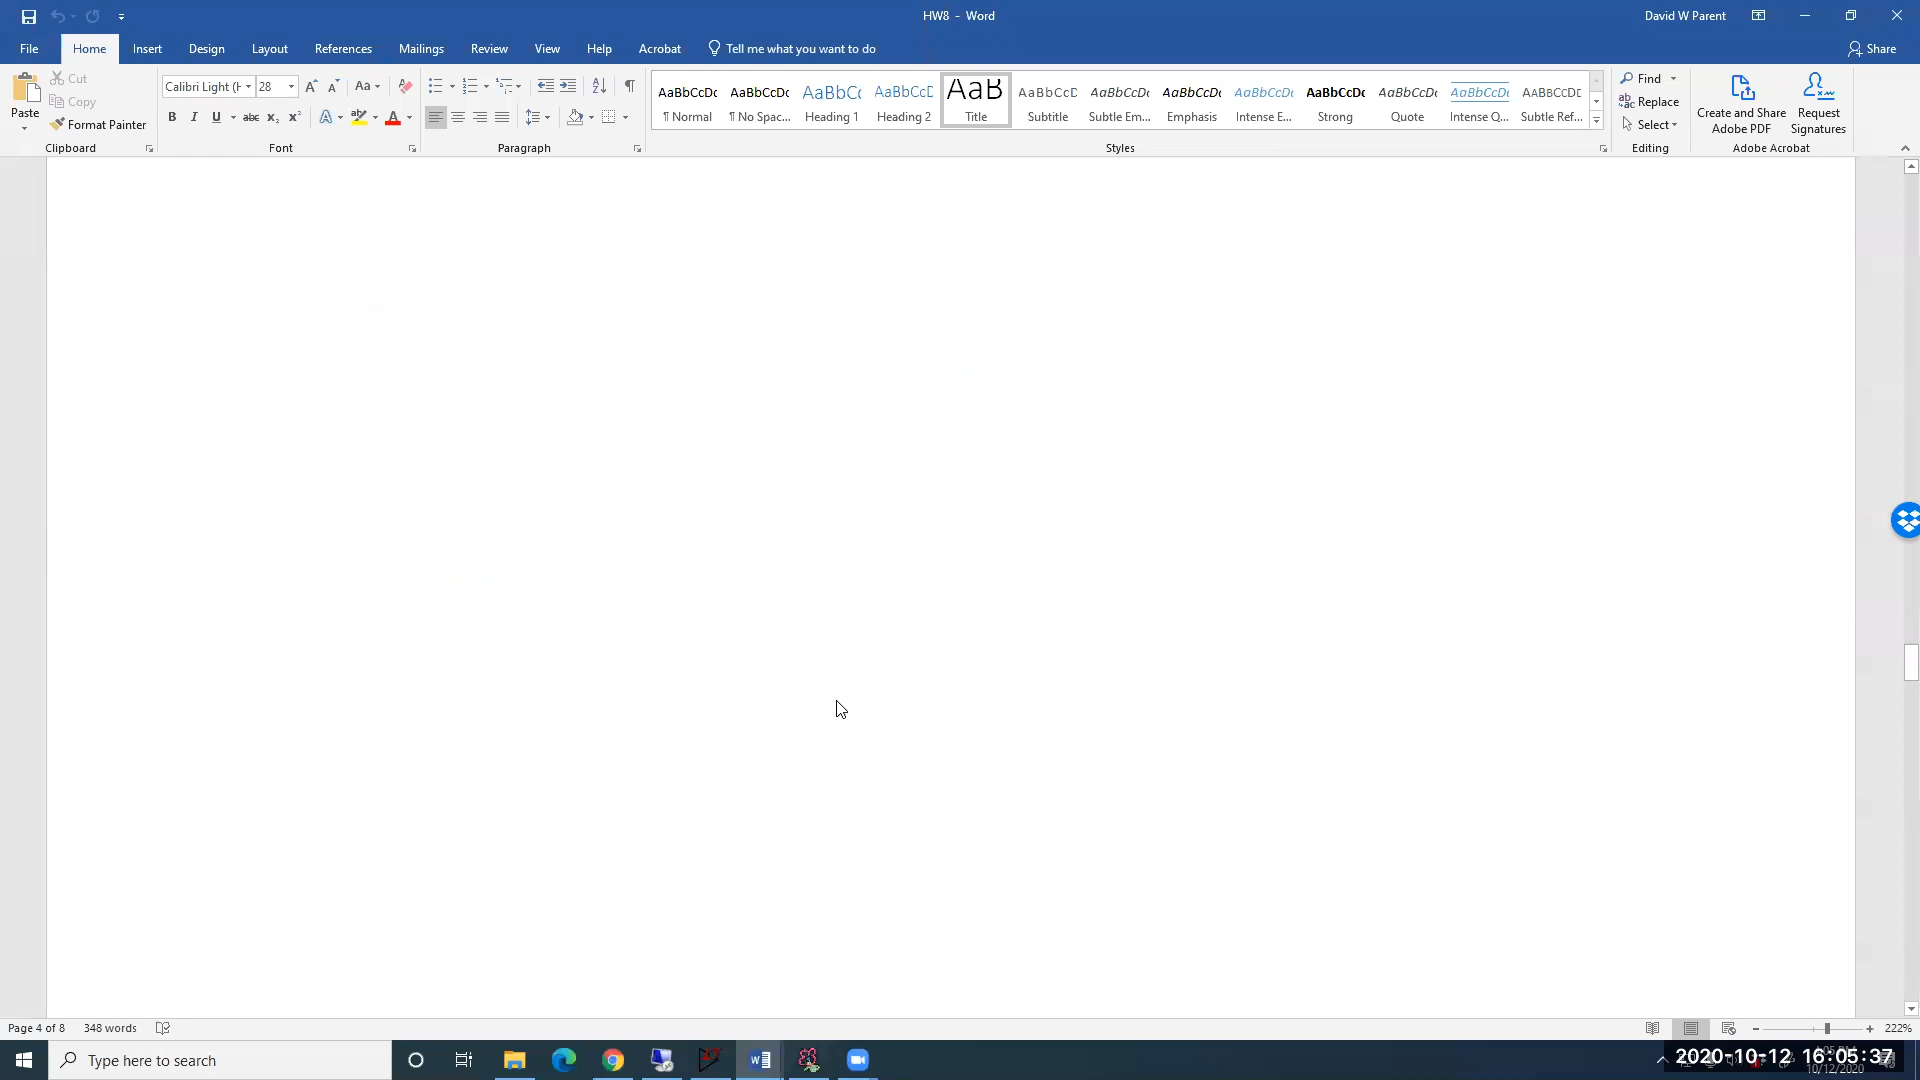 HW8 - Word
David W Parent
File Home Insert Design Layout References Mailings Review View Help Acrobat Tell me what you want to do Share
Paste
Cut
Copy
Format Painter
Clipboard
Calibri Light (H 28
Font
Paragraph
AaBbCcDc ¶ Normal
AaBbCcDc ¶ No Spac...
AaBbC( Heading 1
AaBbCcD Heading 2
AaB Title
AaBbCcD Subtitle
AaBbCcDc Subtle Em...
AaBbCcDc Emphasis
AaBbCcDc Intense E...
AaBbCcDc Strong
AaBbCcDc Quote
AaBbCcDc Intense Q...
AABBCCDE Subtle Ref...
Styles
Find
Replace
Select
Editing
Create and Share Adobe PDF
Request Signatures
Adobe Acrobat
Page 4 of 8 348 words 222%
Type here to search
2020-10-12 16:05:37
10/12/2020